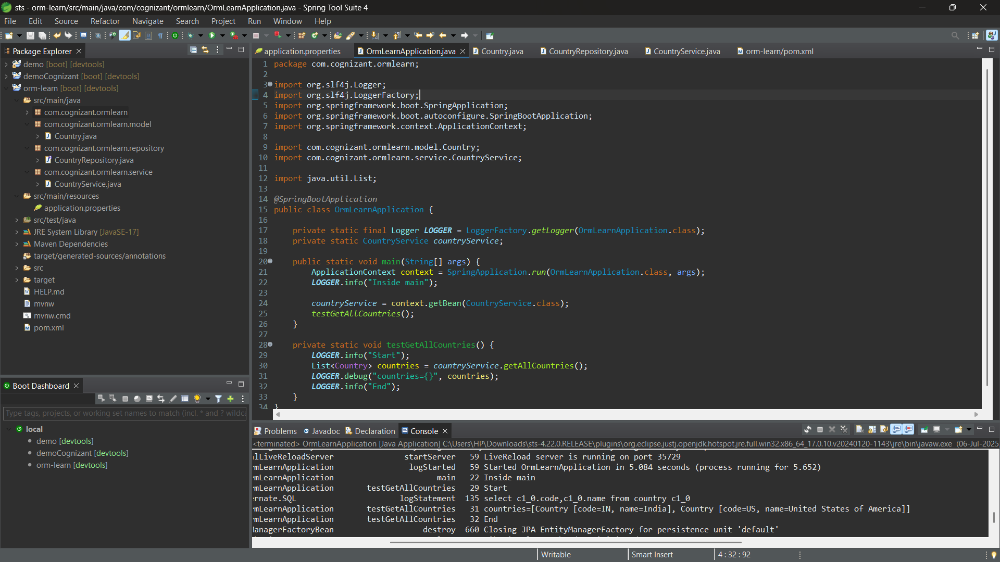 sts - orm-learn/src/main/java/com/cognizant/ormlearn/OrmLearnApplication.java - Spring Tool Suite 4
File Edit Source Refactor Navigate Search Project Run Window Help
Package Explorer
demo [boot] [devtools]
demoCognizant [boot] [devtools]
orm-learn [boot] [devtools]
src/main/java
com.cognizant.ormlearn
com.cognizant.ormlearn.model
Country.java
com.cognizant.ormlearn.repository
CountryRepository.java
com.cognizant.ormlearn.service
CountryService.java
src/main/resources
application.properties
src/test/java
JRE System Library [JavaSE-17]
Maven Dependencies
target/generated-sources/annotations
src
target
HELP.md
mvnw
mvnw.cmd
pom.xml
Boot Dashboard
Type tags, projects, or working set names to match (incl. * and ? wildca
local
demo [devtools]
demoCognizant [devtools]
orm-learn [devtools]
application.properties OrmLearnApplication.java Country.java CountryRepository.java CountryService.java orm-learn/pom.xml
1 package com.cognizant.ormlearn;
2
3 import org.slf4j.Logger;
4 import org.slf4j.LoggerFactory;
5 import org.springframework.boot.SpringApplication;
6 import org.springframework.boot.autoconfigure.SpringBootApplication;
7 import org.springframework.context.ApplicationContext;
8
9 import com.cognizant.ormlearn.model.Country;
10 import com.cognizant.ormlearn.service.CountryService;
11
12 import java.util.List;
13
14 @SpringBootApplication
15 public class OrmLearnApplication {
16
17 private static final Logger LOGGER = LoggerFactory.getLogger(OrmLearnApplication.class);
18 private static CountryService countryService;
19
20 public static void main(String[] args) {
21 ApplicationContext context = SpringApplication.run(OrmLearnApplication.class, args);
22 LOGGER.info("Inside main");
23
24 countryService = context.getBean(CountryService.class);
25 testGetAllCountries();
26 }
27
28 private static void testGetAllCountries() {
29 LOGGER.info("Start");
30 List<Country> countries = countryService.getAllCountries();
31 LOGGER.debug("countries={}", countries);
32 LOGGER.info("End");
33 }
34 }
Problems Javadoc Declaration Console
<terminated> OrmLearnApplication [Java Application] C:\Users\HP\Downloads\sts-4.22.0.RELEASE\plugins\org.eclipse.justj.openjdk.hotspot.jre.full.win32.x86_64_17.0.10.v20240120-1143\jre\bin\javaw.exe (06-Jul-2025
lLiveReloadServer startServer 59 LiveReload server is running on port 35729
mLearnApplication logStarted 59 Started OrmLearnApplication in 5.084 seconds (process running for 5.652)
mLearnApplication main 22 Inside main
mLearnApplication testGetAllCountries 29 Start
rnate.SQL logStatement 135 select c1_0.code,c1_0.name from country c1_0
mLearnApplication testGetAllCountries 31 countries=[Country [code=IN, name=India], Country [code=US, name=United States of America]]
mLearnApplication testGetAllCountries 32 End
anagerFactoryBean destroy 660 Closing JPA EntityManagerFactory for persistence unit 'default'
Writable Smart Insert 4 : 32 : 92